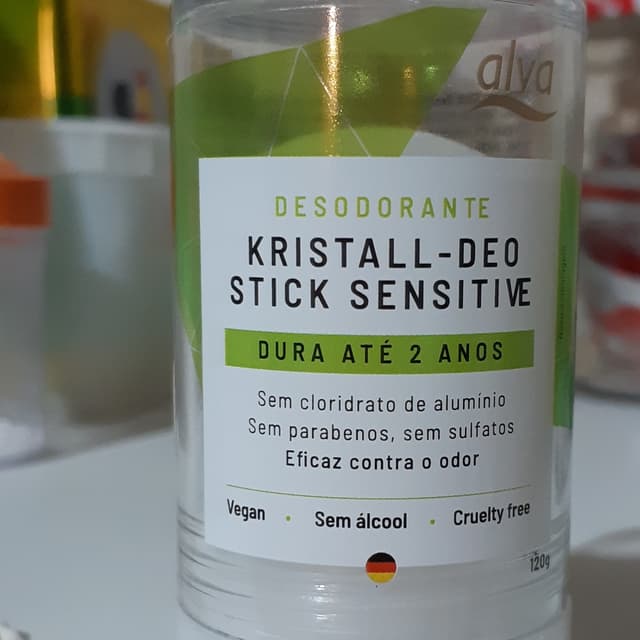 alva
DESODORANTE
KRISTALL-DEO
STICK SENSITIVE
DURA ATÉ 2 ANOS
Sem cloridrato de alumínio
Sem parabenos, sem sulfatos
Eficaz contra o odor
Vegan • Sem álcool • Cruelty free
120g